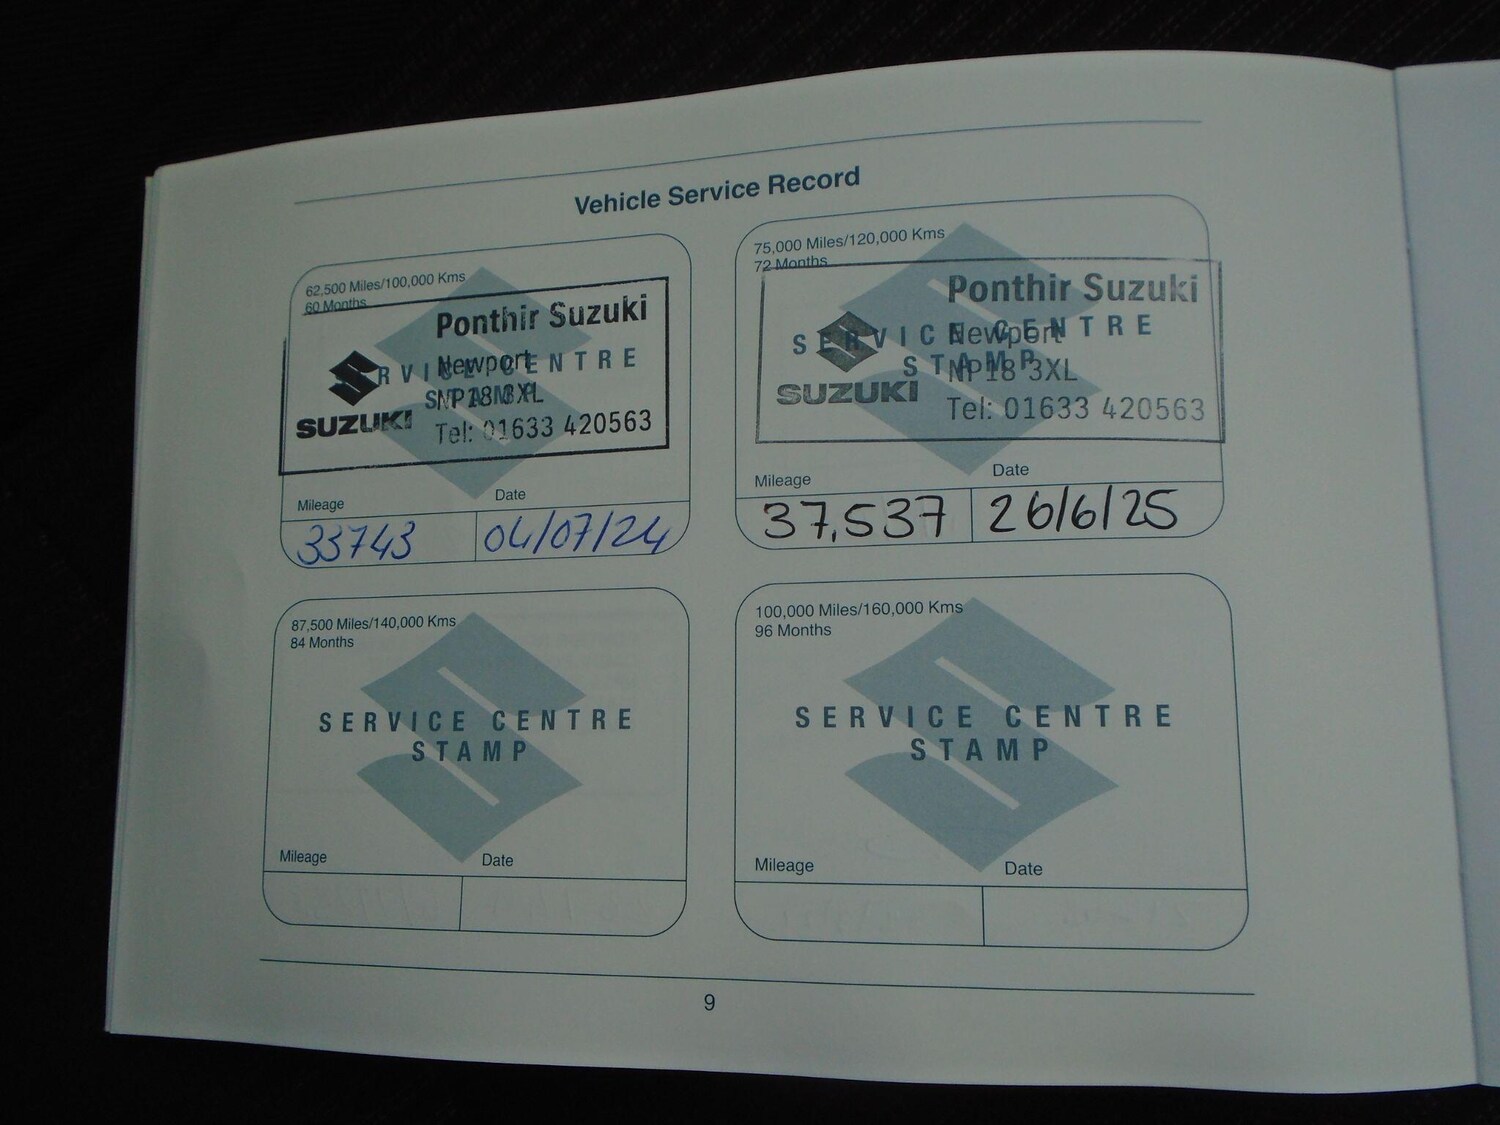 Vehicle Service Record
62,500 Miles/100,000 Kms
60 Months
Ponthir Suzuki
SERVICE CENTRE
Newport
STAMP
NP18 3XL
SUZUKI
Tel: 01633 420563
Mileage
Date
33743
04/07/24
75,000 Miles/120,000 Kms
72 Months
Ponthir Suzuki
SERVICE CENTRE
Newport
STAMP
NP18 3XL
SUZUKI
Tel: 01633 420563
Mileage
Date
37,537
26/6/25
87,500 Miles/140,000 Kms
84 Months
SERVICE CENTRE
STAMP
Mileage
Date
100,000 Miles/160,000 Kms
96 Months
SERVICE CENTRE
STAMP
Mileage
Date
9